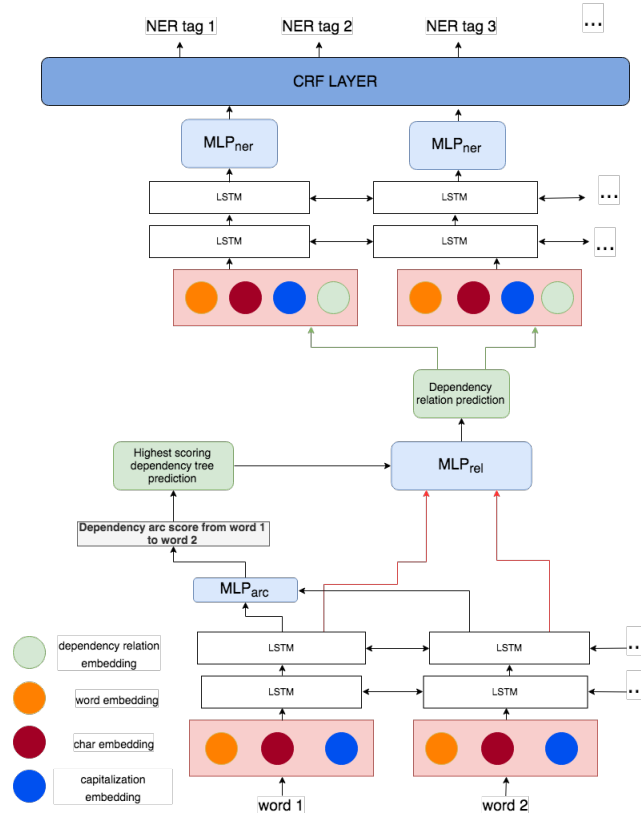 NER tag 1 NER tag 2 NER tag 3 ...
CRF LAYER
MLPner MLPner
LSTM LSTM ...
LSTM LSTM ...
Dependency
relation prediction
Highest scoring
dependency tree
prediction
MLPrel
Dependency arc score from word 1
to word 2
MLParc
LSTM LSTM ...
LSTM LSTM ...
dependency relation
embedding
word embedding
char embedding
capitalization
embedding
word 1 word 2